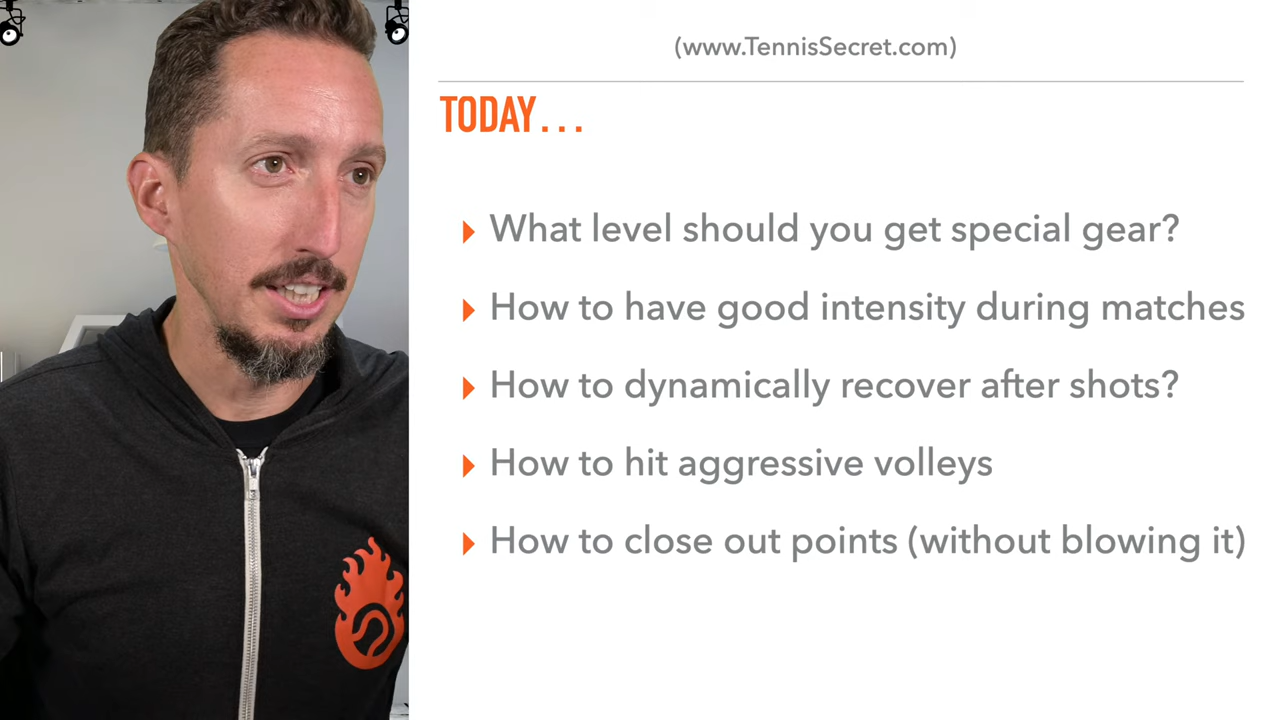 (www.TennisSecret.com)
TODAY...
What level should you get special gear?
How to have good intensity during matches
How to dynamically recover after shots?
How to hit aggressive volleys
How to close out points (without blowing it)